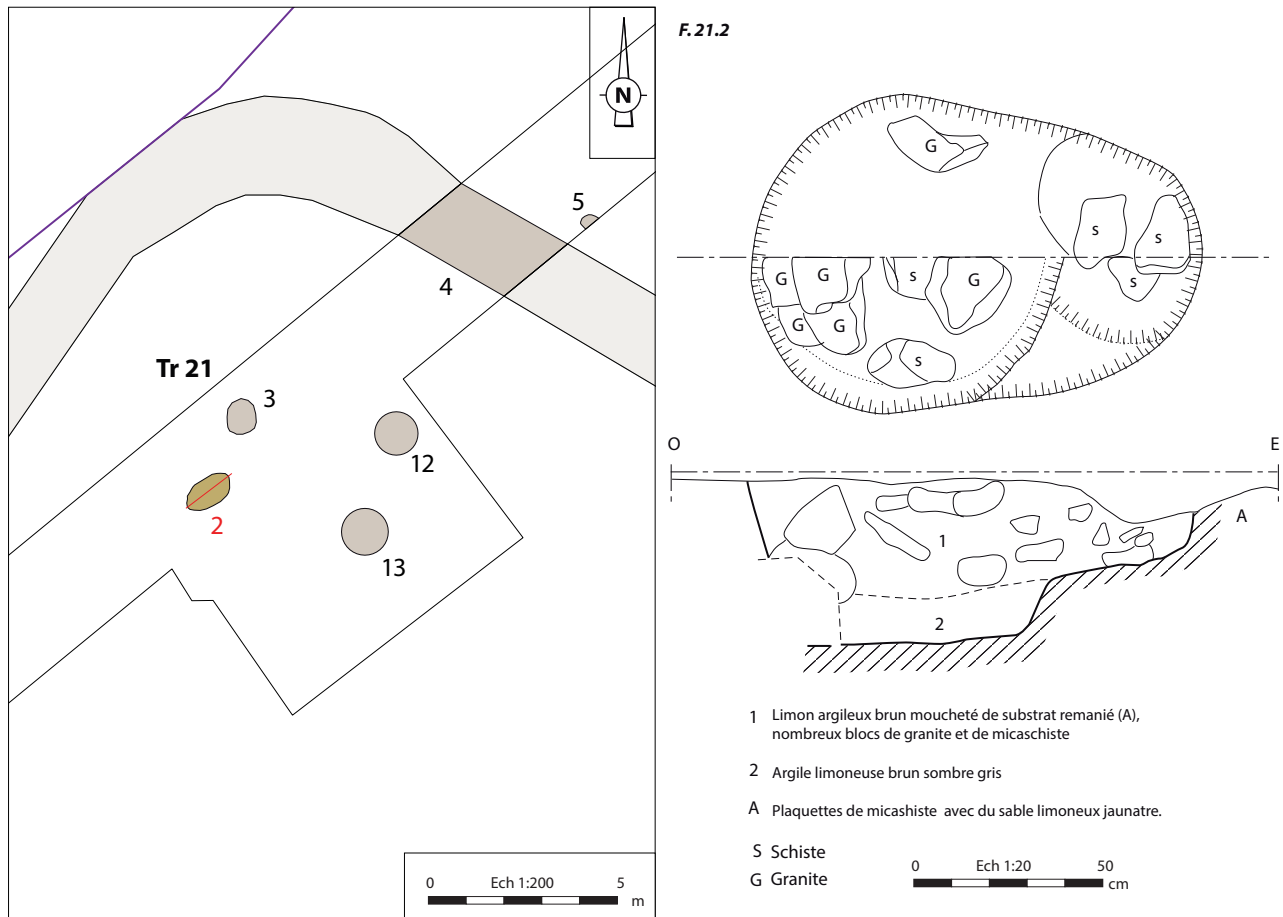 N
5
4
Tr 21
3
12
2
13
0 Ech 1:200 5
m
F. 21.2
G
S
S
G
G
S
G
S
G
G
S
O
E
A
1
2
1 Limon argileux brun moucheté de substrat remanié (A),
nombreux blocs de granite et de micaschiste
2 Argile limoneuse brun sombre gris
A Plaquettes de micashiste avec du sable limoneux jaunatre.
S Schiste
G Granite
0 Ech 1:20 50
cm